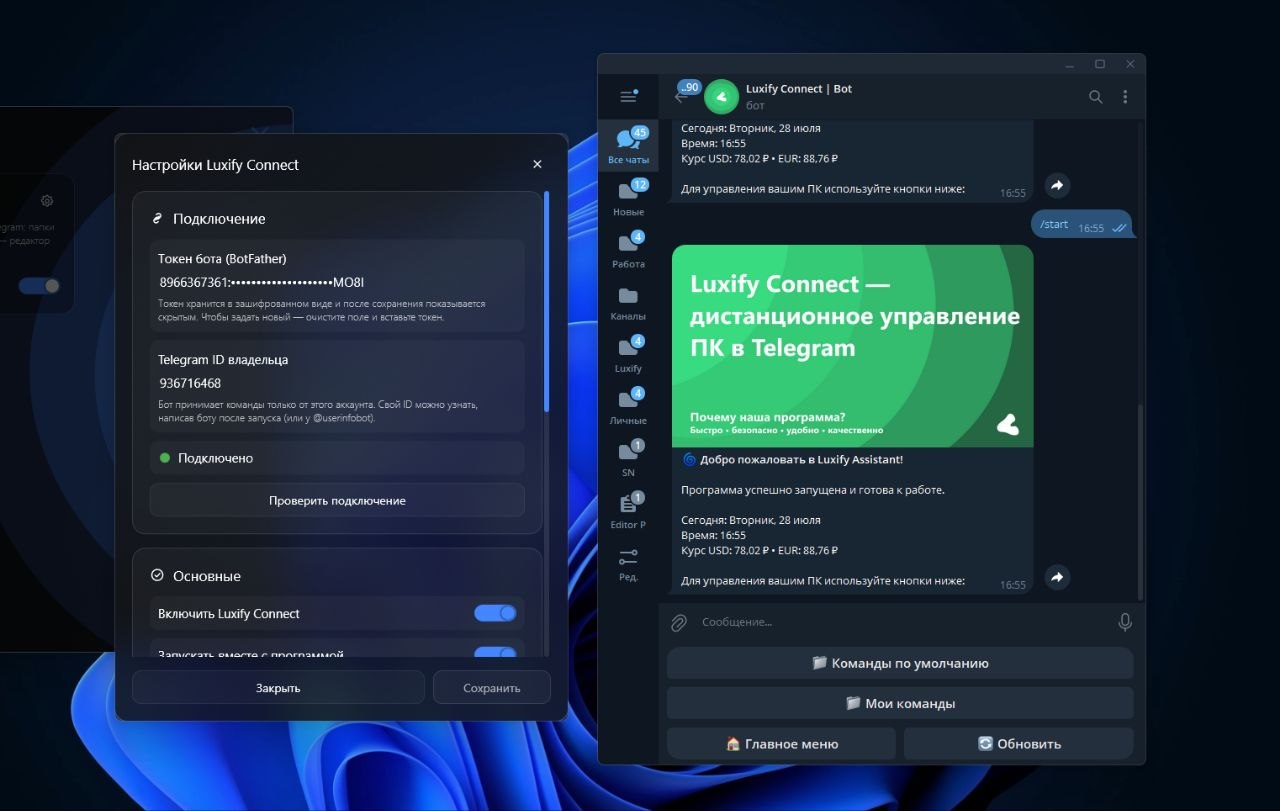 egram: папки
— редактор
Настройки Luxify Connect
Подключение
Токен бота (BotFather)
8966367361:••••••••••••••••••••MO8I
Токен хранится в зашифрованном виде и после сохранения показывается
скрытым. Чтобы задать новый — очистите поле и вставьте токен.
Telegram ID владельца
936716468
Бот принимает команды только от этого аккаунта. Свой ID можно узнать,
написав боту после запуска (или у @userinfobot).
Подключено
Проверить подключение
Основные
Включить Luxify Connect
Запускать вместе с программой
Закрыть
Сохранить
45
Все чаты
12
Новые
4
Работа
Каналы
4
Luxify
4
Личные
1
SN
1
Editor P
Ред.
..90
Luxify Connect | Bot
бот
Сегодня: Вторник, 28 июля
Время: 16:55
Курс USD: 78,02 ₽ • EUR: 88,76 ₽
Для управления вашим ПК используйте кнопки ниже:
16:55
/start 16:55
Luxify Connect —
дистанционное управление
ПК в Telegram
Почему наша программа?
Быстро • безопасно • удобно • качественно
Добро пожаловать в Luxify Assistant!
Программа успешно запущена и готова к работе.
Сегодня: Вторник, 28 июля
Время: 16:55
Курс USD: 78,02 ₽ • EUR: 88,76 ₽
Для управления вашим ПК используйте кнопки ниже:
16:55
Сообщение...
Команды по умолчанию
Мои команды
Главное меню
Обновить